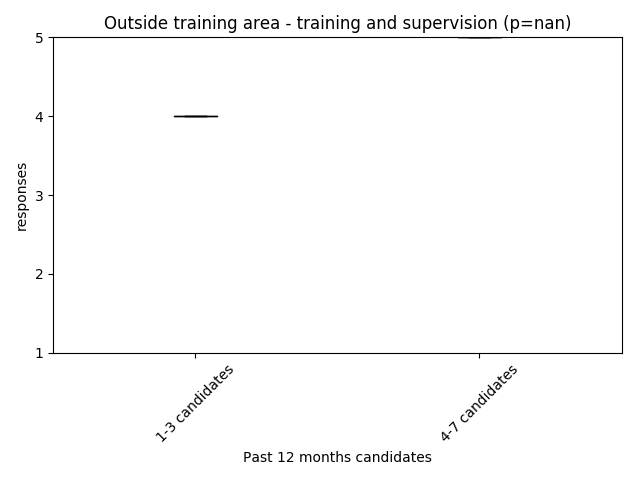 Outside training area - training and supervision (p=nan)
5
4
3
2
1
responses
1-3 candidates
4-7 candidates
Past 12 months candidates